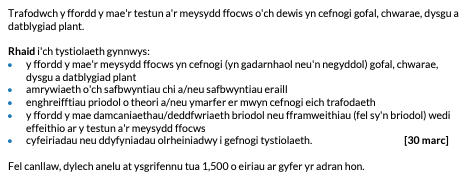 Trafodwch y ffordd y mae'r testun a'r meysydd ffocws o'ch dewis yn cefnogi gofal, chwarae, dysgu a
datblygiad plant.
Rhaid i'ch tystiolaeth gynnwys:
• y ffordd y mae'r meysydd ffocws yn cefnogi (yn gadarnhaol neu'n negyddol) gofal, chwarae,
dysgu a datblygiad plant
• amrywiaeth o'ch safbwyntiau chi a/neu safbwyntiau eraill
• enghreifftiau priodol o theori a/neu ymarfer er mwyn cefnogi eich trafodaeth
• y ffordd y mae damcaniaethau/deddfwriaeth briodol neu fframweithiau (fel sy'n briodol) wedi
effeithio ar y testun a'r meysydd ffocws
• cyfeiriadau neu ddyfyniadau olrheiniadwy i gefnogi tystiolaeth. [30 marc]
Fel canllaw, dylech anelu at ysgrifennu tua 1,500 o eiriau ar gyfer yr adran hon.